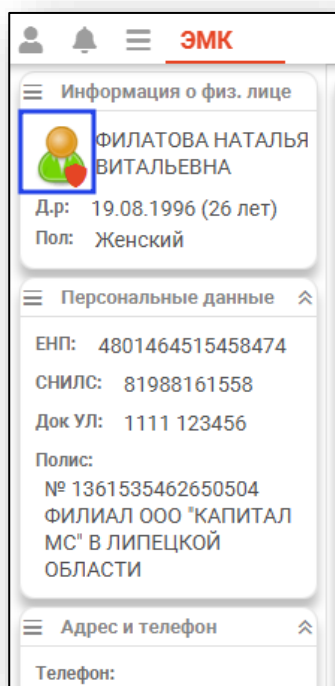 ЭМК
Информация о физ. лице
ФИЛАТОВА НАТАЛЬЯ
ВИТАЛЬЕВНА
Д.р: 19.08.1996 (26 лет)
Пол: Женский
Персональные данные
ЕНП: 4801464515458474
СНИЛС: 81988161558
Док УЛ: 1111 123456
Полис:
№ 1361535462650504
ФИЛИАЛ ООО "КАПИТАЛ
МС" В ЛИПЕЦКОЙ
ОБЛАСТИ
Адрес и телефон
Телефон: